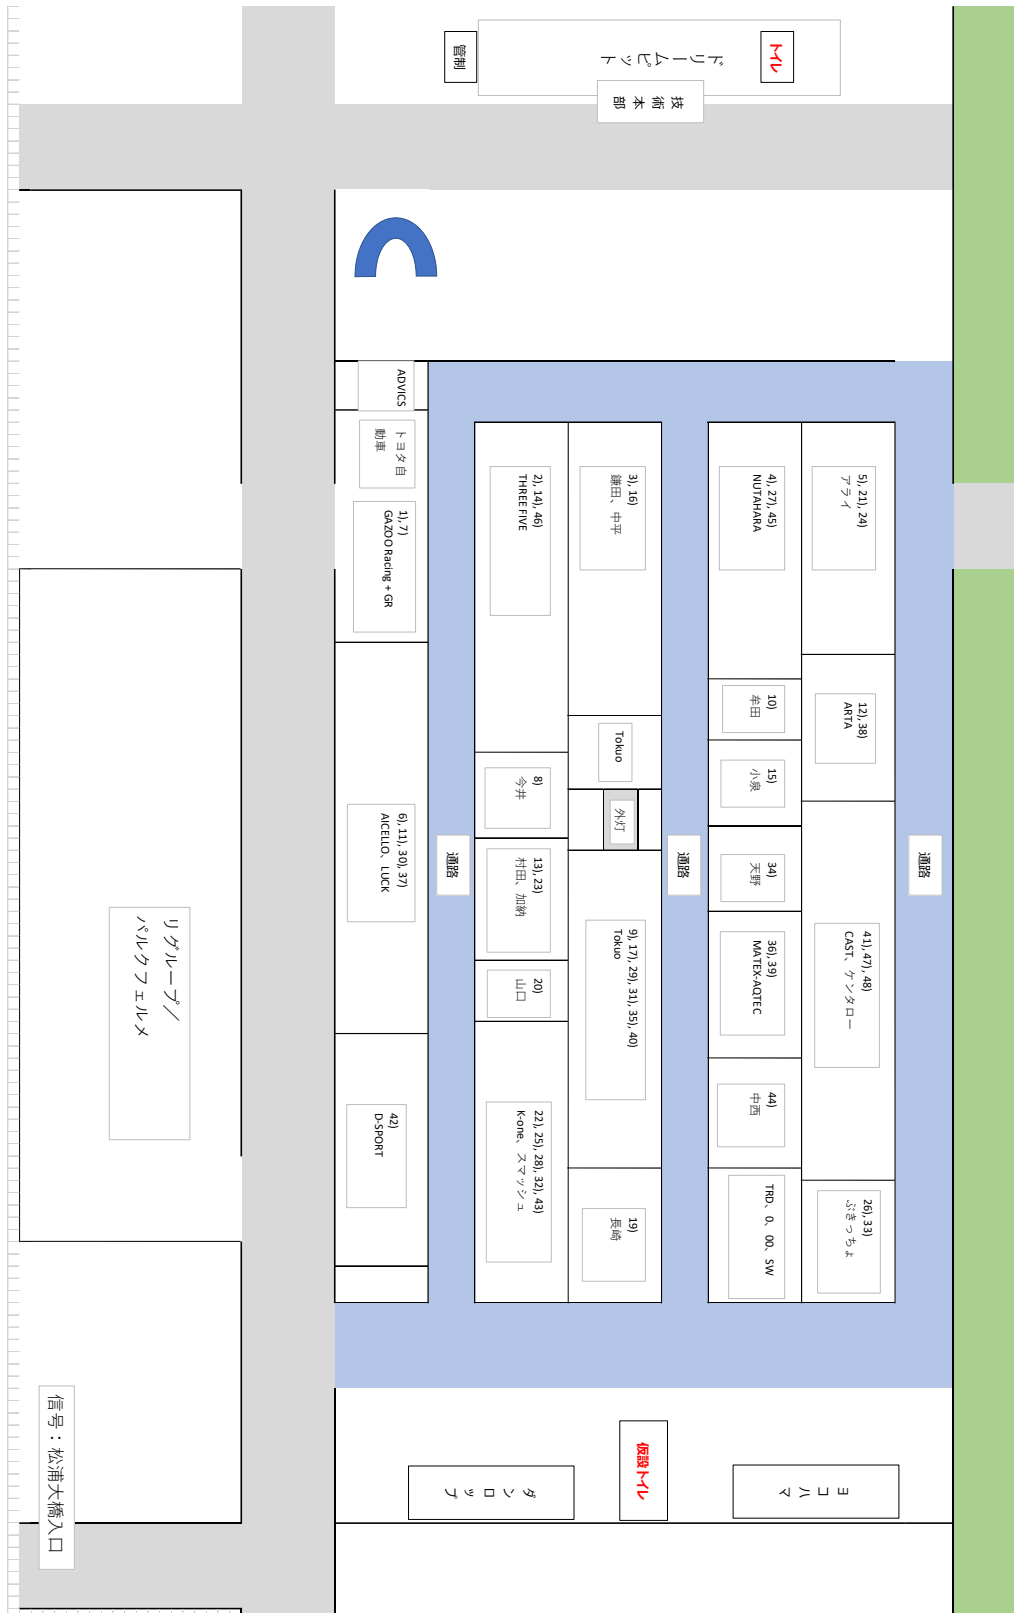 管制
ドリームピット
トイレ
技術本部
ADVICS
トヨタ自
動車
1), 7)
GAZOO Racing + GR
6), 11), 30), 37)
AICELLO、LUCK
42)
D-SPORT
2), 14), 46)
THREE FIVE
8)
今井
13), 23)
村田、加納
20)
山口
22), 25), 28), 32), 43)
K-one、スマッシュ
3), 16)
鎌田、中平
Tokuo
外灯
9), 17), 29), 31), 35), 40)
Tokuo
19)
長崎
4), 27), 45)
NUTAHARA
10)
牟田
15)
小泉
34)
天野
36), 39)
MATEX-AQTEC
44)
中西
TRD、0、00、SW
5), 21), 24)
アライ
12), 38)
ARTA
41), 47), 48)
CAST、ケンタロー
26), 33)
ぶきっちょ
通路
通路
通路
リグループ／
パルクフェルメ
信号：松浦大橋入口
ダンロップ
仮設トイレ
ヨコハマ